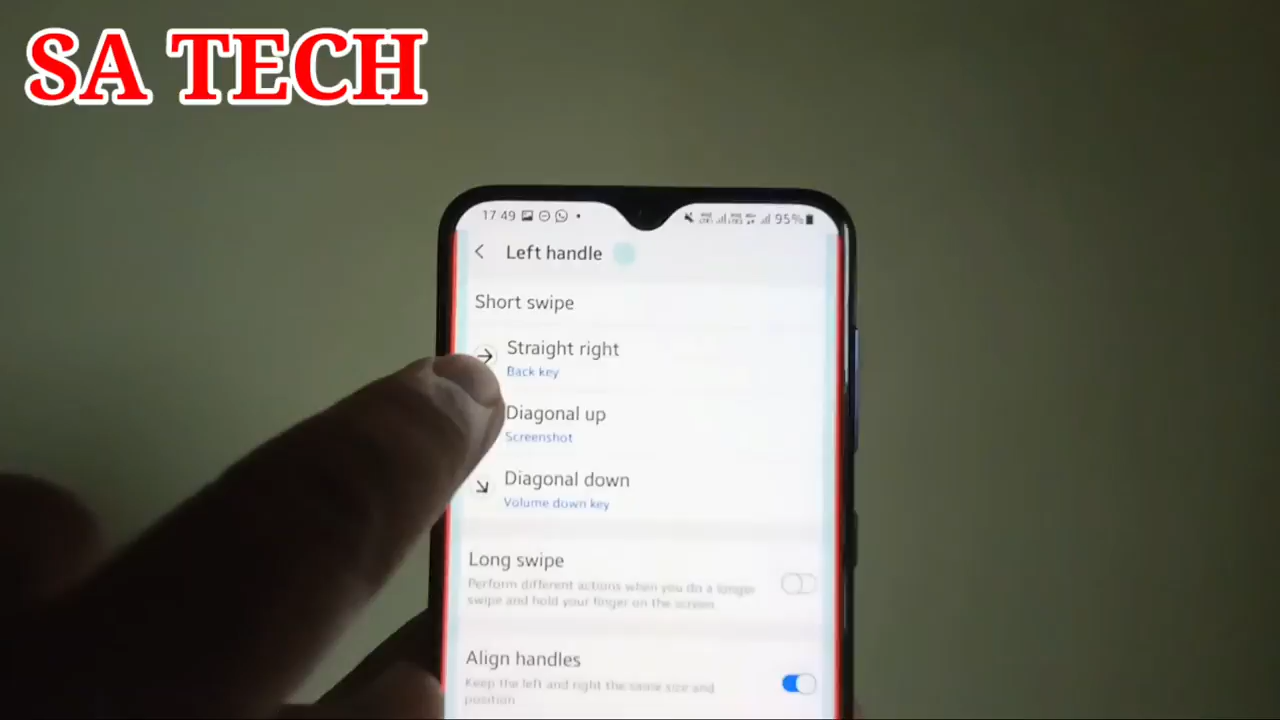 SA TECH
17 49 95%
Left handle
Short swipe
Straight right
Back key
Diagonal up
Screenshot
Diagonal down
Volume down key
Long swipe
Perform different actions when you do a longer
swipe and hold your finger on the screen.
Align handles
Keep the left and right the same size and
position.